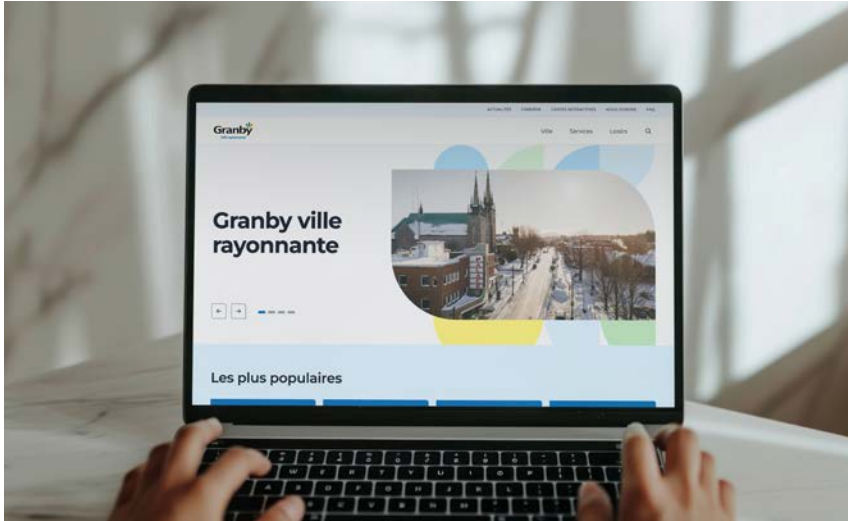 ACTUALITÉS CARRIÈRE CARTES INTERACTIVES NOUS JOINDRE FAQ
Granby
Ville Services Loisirs
Granby ville
rayonnante
Les plus populaires